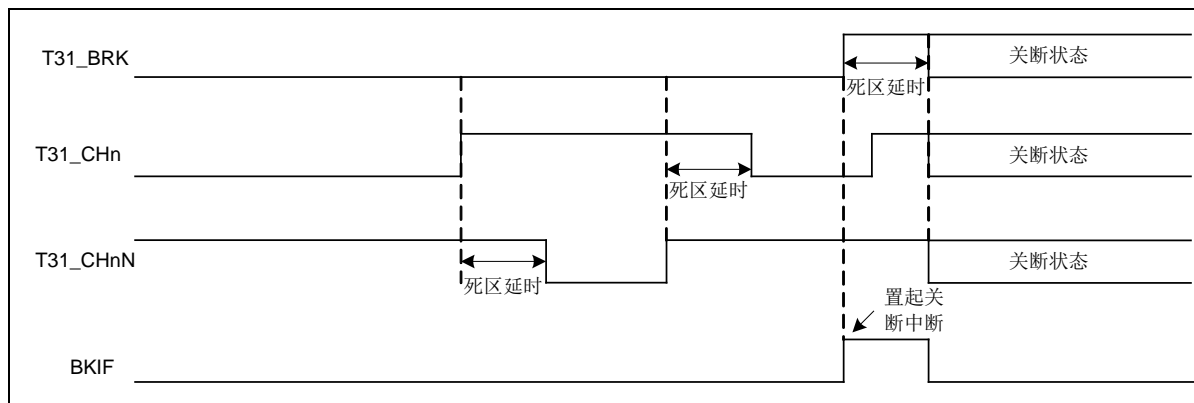 T31_BRK
关断状态
死区延时
T31_CHn
关断状态
死区延时
T31_CHnN
关断状态
死区延时
置起关
断中断
BKIF